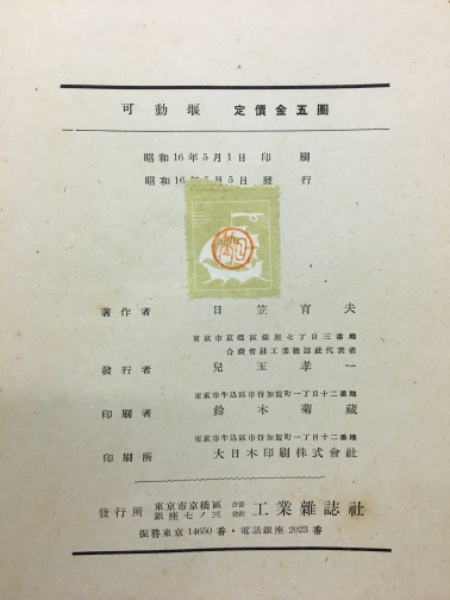 可動堰　定價金五圓
昭和16年5月1日　印刷
昭和16年5月5日　發行
著作者　日笠育夫
東京市京橋區銀座七丁目三番地
合資會社工業雜誌社代表者
發行者　兒玉孝一
東京市牛込區市谷加賀町一丁目十二番地
印刷者　鈴木菊藏
東京市牛込區市谷加賀町一丁目十二番地
印刷所　大日本印刷株式會社
發行所　東京市京橋區銀座七ノ三　合資會社　工業雜誌社
振替東京14650番・電話銀座2023番